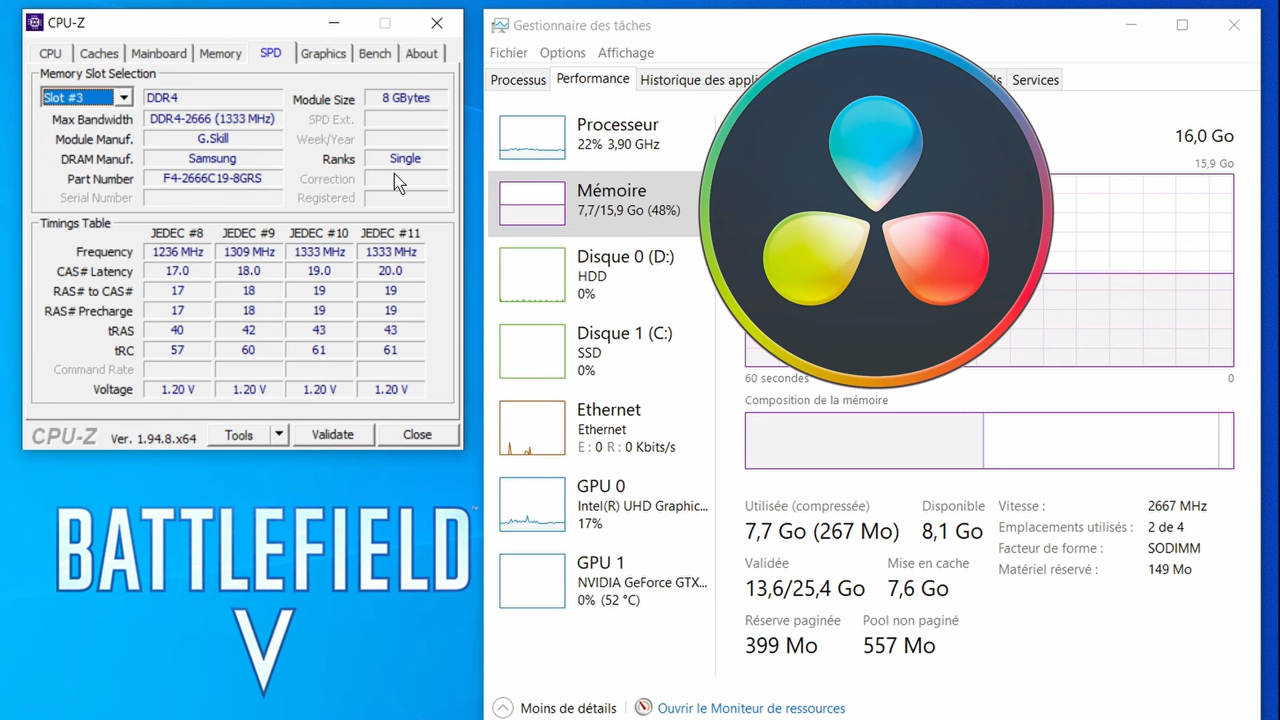 CPU-Z
CPU Caches Mainboard Memory SPD Graphics Bench About
Memory Slot Selection
Slot #3 DDR4 Module Size 8 GBytes
Max Bandwidth DDR4-2666 (1333 MHz) SPD Ext.
Module Manuf. G.Skill Week/Year
DRAM Manuf. Samsung Ranks Single
Part Number F4-2666C19-8GRS Correction
Serial Number Registered
Timings Table
JEDEC #8 JEDEC #9 JEDEC #10 JEDEC #11
Frequency 1236 MHz 1309 MHz 1333 MHz 1333 MHz
CAS# Latency 17.0 18.0 19.0 20.0
RAS# to CAS# 17 18 19 19
RAS# Precharge 17 18 19 19
tRAS 40 42 43 43
tRC 57 60 61 61
Command Rate
Voltage 1.20 V 1.20 V 1.20 V 1.20 V
CPU-Z Ver. 1.94.8.x64 Tools Validate Close
BATTLEFIELD™
V
Gestionnaire des tâches
Fichier Options Affichage
Processus Performance Historique des appli Services
Processeur
22% 3,90 GHz
Mémoire
7,7/15,9 Go (48%)
Disque 0 (D:)
HDD
0%
Disque 1 (C:)
SSD
0%
Ethernet
Ethernet
E : 0 R : 0 Kbits/s
GPU 0
Intel(R) UHD Graphic...
17%
GPU 1
NVIDIA GeForce GTX...
0% (52 °C)
16,0 Go
15,9 Go
60 secondes 0
Composition de la mémoire
Utilisée (compressée) Disponible
7,7 Go (267 Mo) 8,1 Go
Validée Mise en cache
13,6/25,4 Go 7,6 Go
Réserve paginée Pool non paginé
399 Mo 557 Mo
Vitesse : 2667 MHz
Emplacements utilisés : 2 de 4
Facteur de forme : SODIMM
Matériel réservé : 149 Mo
Moins de détails Ouvrir le Moniteur de ressources